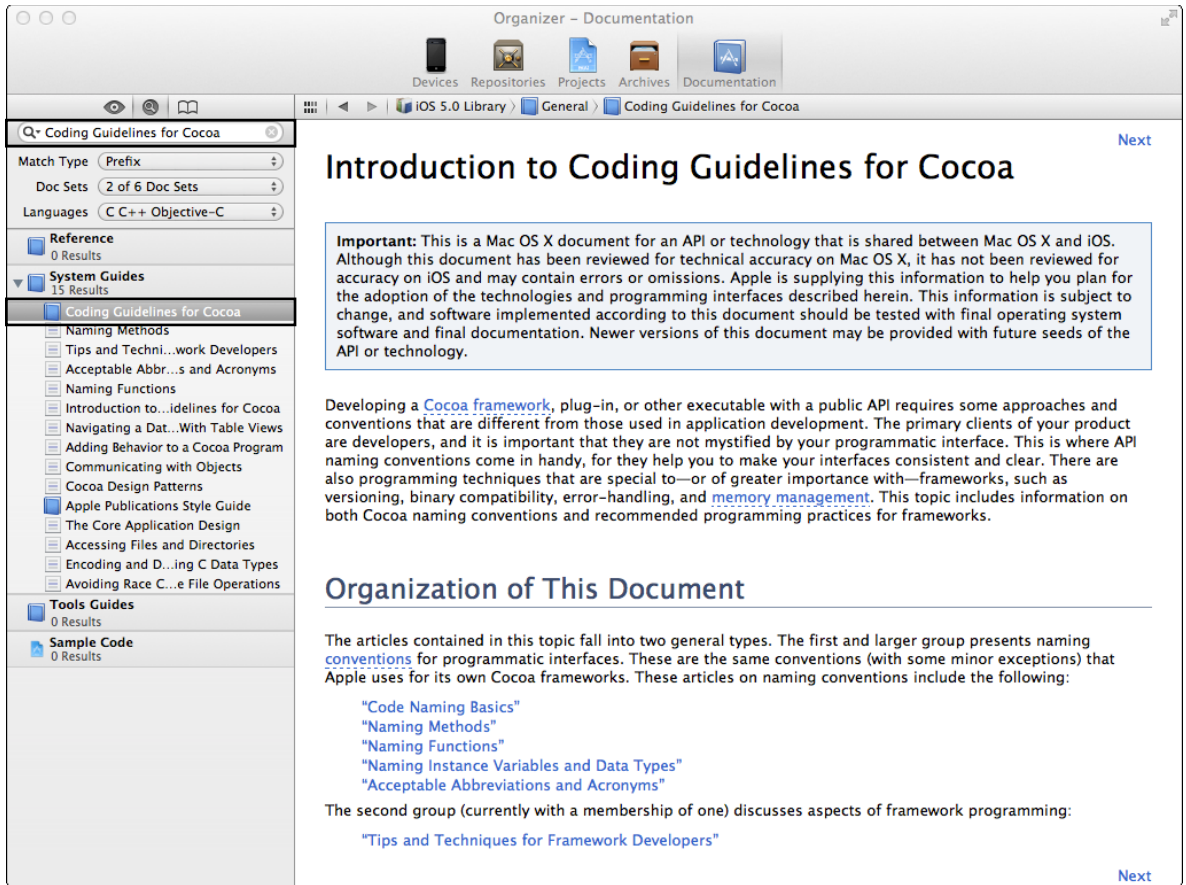 Organizer – Documentation
Devices Repositories Projects Archives Documentation
iOS 5.0 Library General Coding Guidelines for Cocoa
Coding Guidelines for Cocoa
Match Type Prefix
Doc Sets 2 of 6 Doc Sets
Languages C C++ Objective-C
Reference
0 Results
System Guides
15 Results
Coding Guidelines for Cocoa
Naming Methods
Tips and Techni...work Developers
Acceptable Abbr...s and Acronyms
Naming Functions
Introduction to...idelines for Cocoa
Navigating a Dat...With Table Views
Adding Behavior to a Cocoa Program
Communicating with Objects
Cocoa Design Patterns
Apple Publications Style Guide
The Core Application Design
Accessing Files and Directories
Encoding and D...ing C Data Types
Avoiding Race C...e File Operations
Tools Guides
0 Results
Sample Code
0 Results
Next
Introduction to Coding Guidelines for Cocoa
Important: This is a Mac OS X document for an API or technology that is shared between Mac OS X and iOS.
Although this document has been reviewed for technical accuracy on Mac OS X, it has not been reviewed for
accuracy on iOS and may contain errors or omissions. Apple is supplying this information to help you plan for
the adoption of the technologies and programming interfaces described herein. This information is subject to
change, and software implemented according to this document should be tested with final operating system
software and final documentation. Newer versions of this document may be provided with future seeds of the
API or technology.
Developing a Cocoa framework, plug-in, or other executable with a public API requires some approaches and
conventions that are different from those used in application development. The primary clients of your product
are developers, and it is important that they are not mystified by your programmatic interface. This is where API
naming conventions come in handy, for they help you to make your interfaces consistent and clear. There are
also programming techniques that are special to—or of greater importance with—frameworks, such as
versioning, binary compatibility, error-handling, and memory management. This topic includes information on
both Cocoa naming conventions and recommended programming practices for frameworks.
Organization of This Document
The articles contained in this topic fall into two general types. The first and larger group presents naming
conventions for programmatic interfaces. These are the same conventions (with some minor exceptions) that
Apple uses for its own Cocoa frameworks. These articles on naming conventions include the following:
“Code Naming Basics”
“Naming Methods”
“Naming Functions”
“Naming Instance Variables and Data Types”
“Acceptable Abbreviations and Acronyms”
The second group (currently with a membership of one) discusses aspects of framework programming:
“Tips and Techniques for Framework Developers”
Next